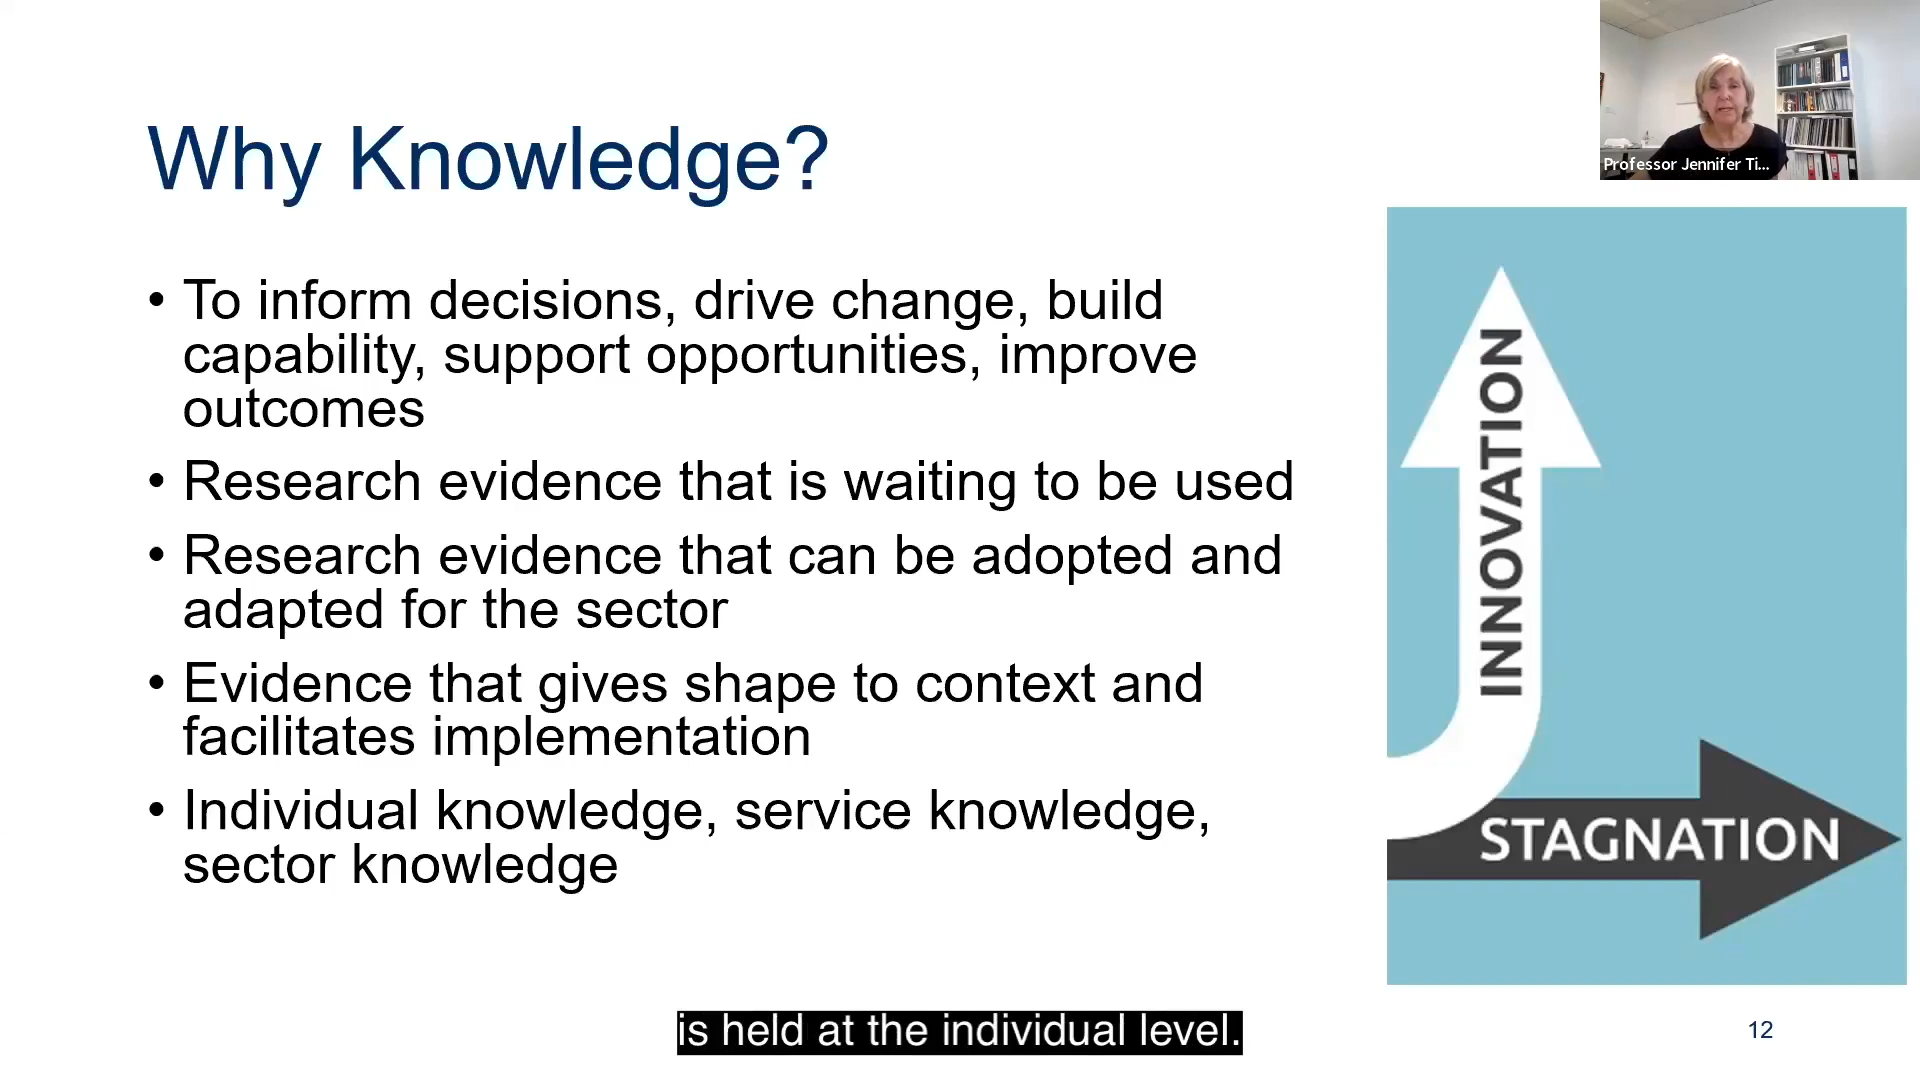 Why Knowledge?
• To inform decisions, drive change, build
capability, support opportunities, improve
outcomes
• Research evidence that is waiting to be used
• Research evidence that can be adopted and
adapted for the sector
• Evidence that gives shape to context and
facilitates implementation
• Individual knowledge, service knowledge,
sector knowledge
Professor Jennifer Ti...
INNOVATION
STAGNATION
is held at the individual level.
12